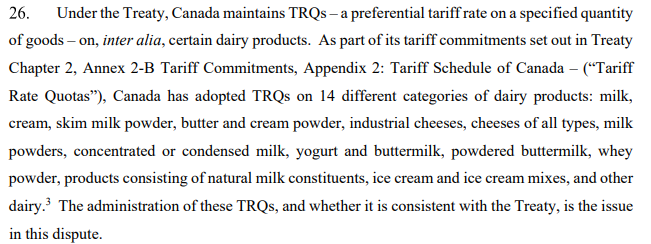 26. Under the Treaty, Canada maintains TRQs – a preferential tariff rate on a specified quantity
of goods – on, inter alia, certain dairy products. As part of its tariff commitments set out in Treaty
Chapter 2, Annex 2-B Tariff Commitments, Appendix 2: Tariff Schedule of Canada – (“Tariff
Rate Quotas”), Canada has adopted TRQs on 14 different categories of dairy products: milk,
cream, skim milk powder, butter and cream powder, industrial cheeses, cheeses of all types, milk
powders, concentrated or condensed milk, yogurt and buttermilk, powdered buttermilk, whey
powder, products consisting of natural milk constituents, ice cream and ice cream mixes, and other
dairy.3 The administration of these TRQs, and whether it is consistent with the Treaty, is the issue
in this dispute.